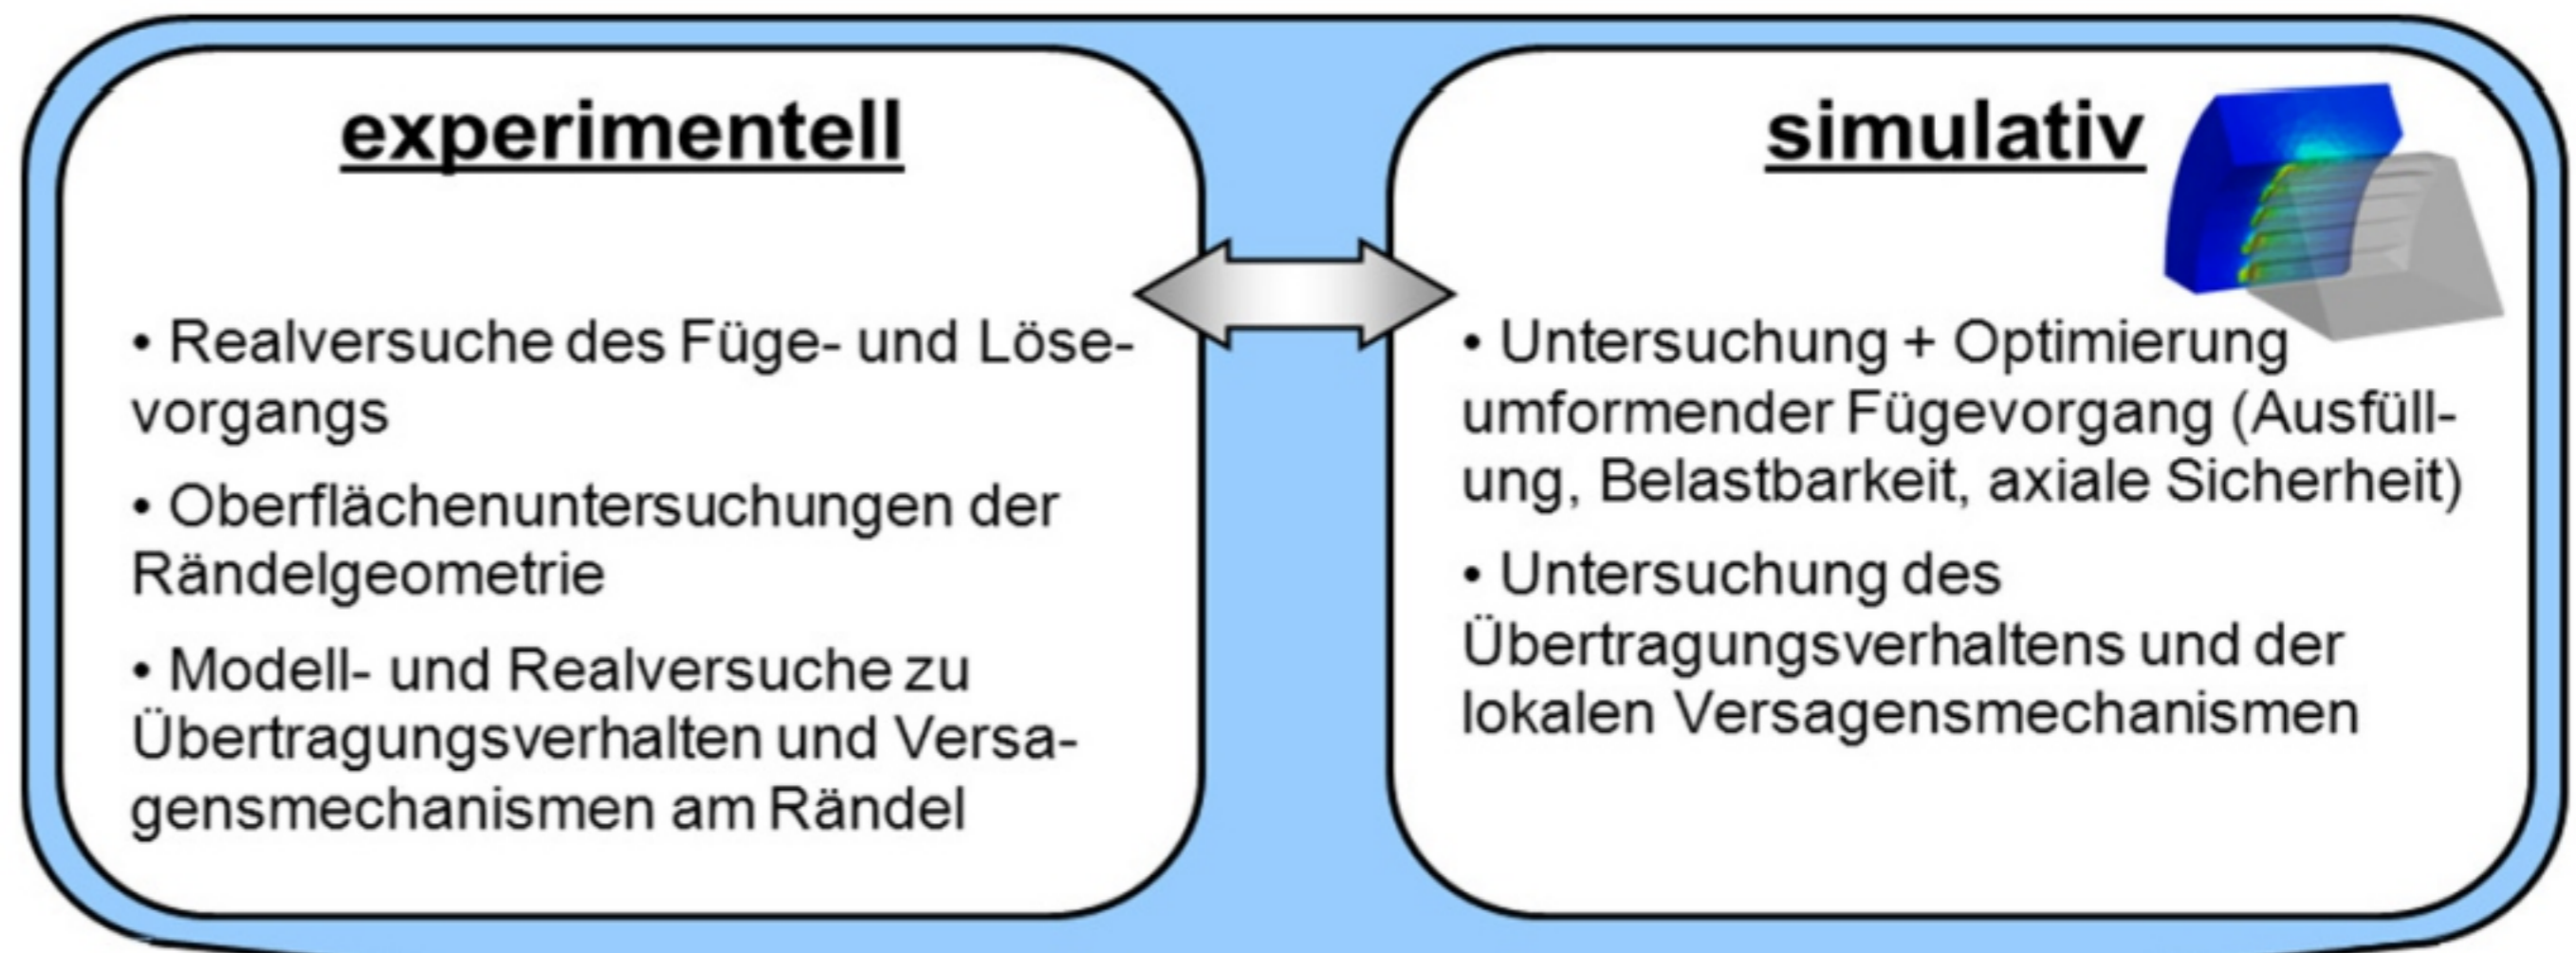 experimentell
• Realversuche des Füge- und Löse-
vorgangs
• Oberflächenuntersuchungen der
Rändelgeometrie
• Modell- und Realversuche zu
Übertragungsverhalten und Versa-
gensmechanismen am Rändel
simulativ
• Untersuchung + Optimierung
umformender Fügevorgang (Ausfüll-
ung, Belastbarkeit, axiale Sicherheit)
• Untersuchung des
Übertragungsverhaltens und der
lokalen Versagensmechanismen